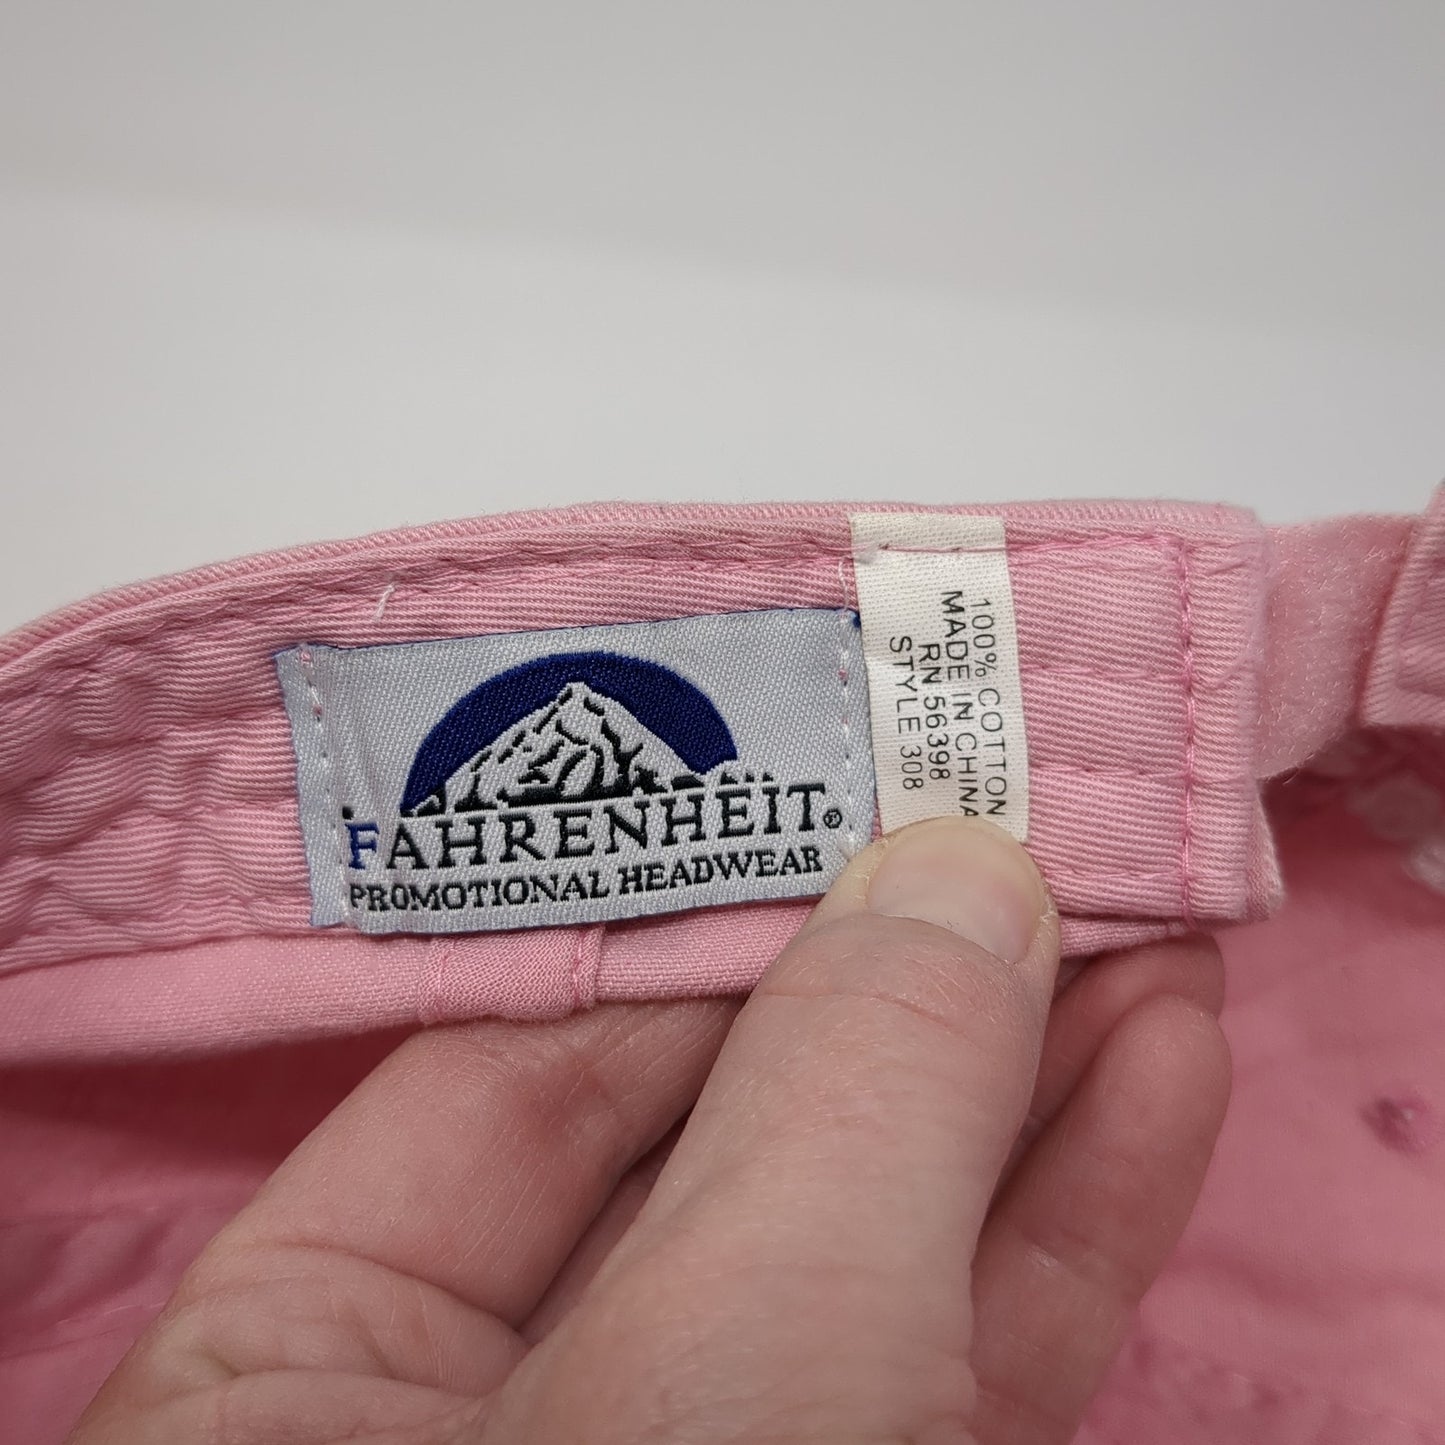 FAHRENHEIT®
PROMOTIONAL HEADWEAR
100% COTTON
MADE IN CHINA
RN 56398
STYLE 308